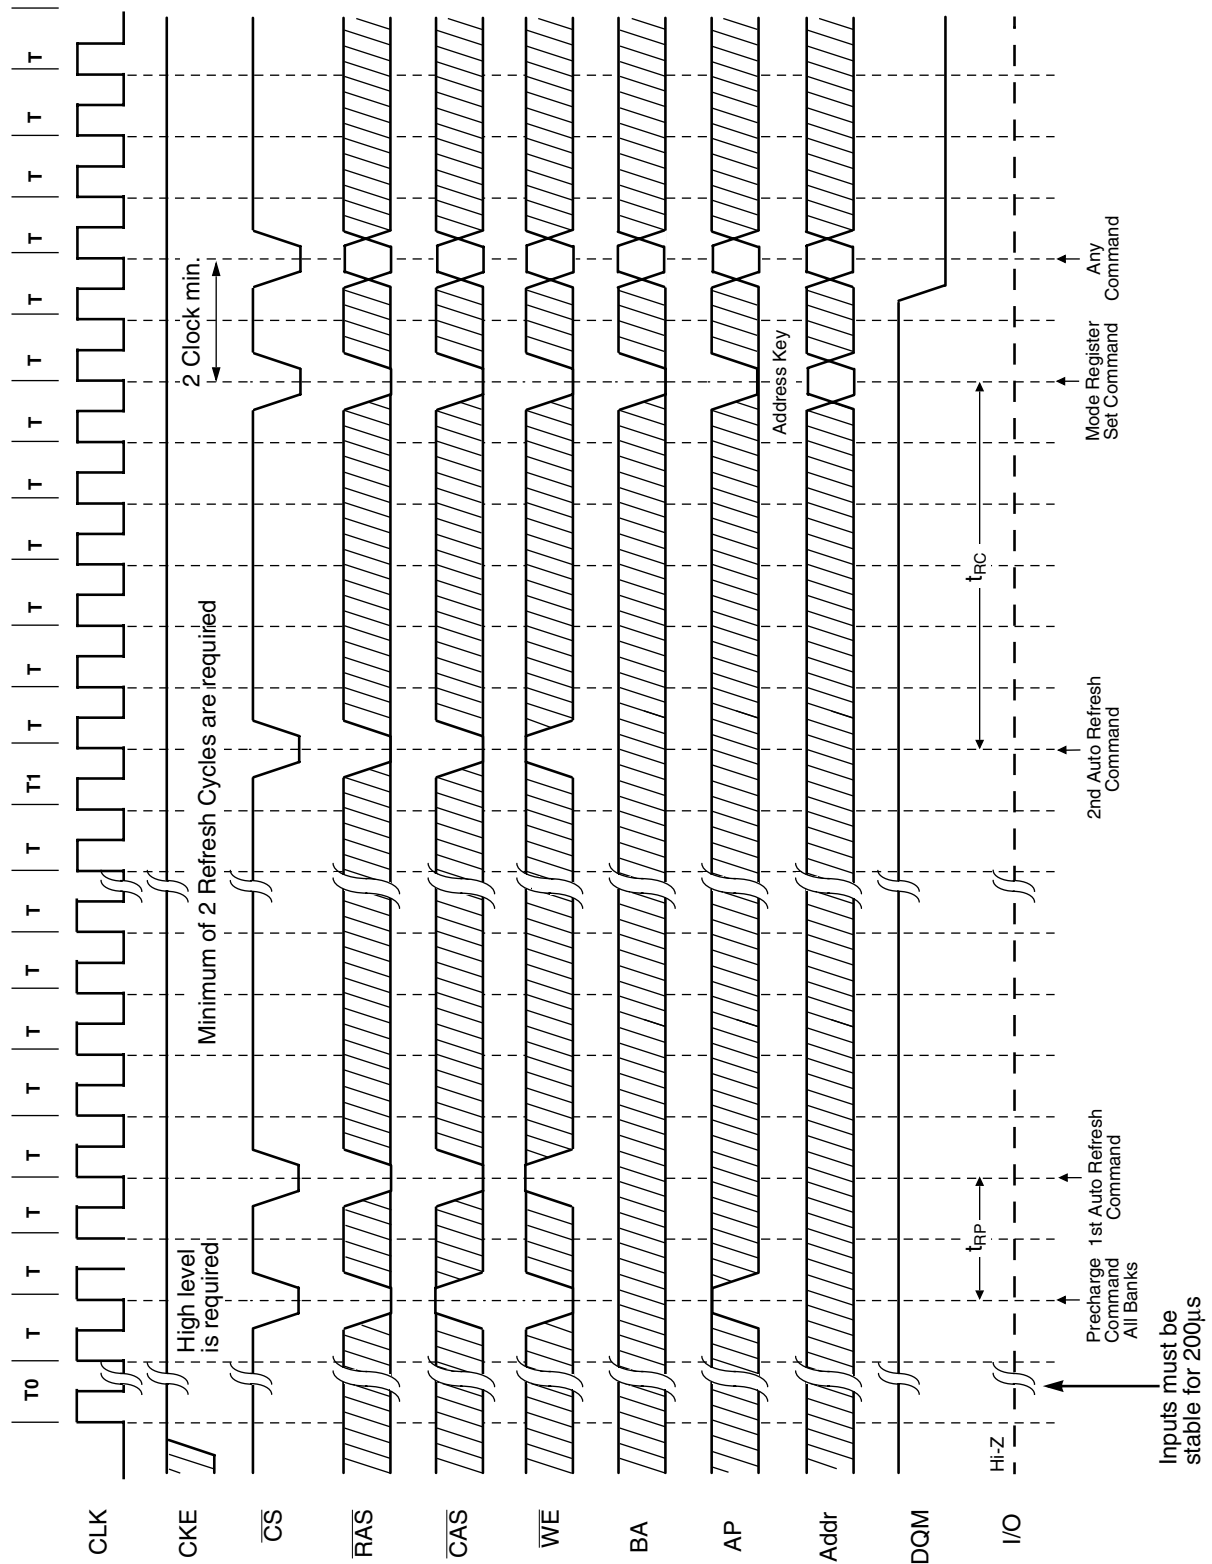 T0 T T T T T T T T T T1 T T T T T T T T T T T T
CLK
CKE
High level
is required
Minimum of 2 Refresh Cycles are required
2 Clock min.
CS
RAS
CAS
WE
BA
AP
Address Key
Addr
DQM
tRP
tRC
Hi-Z
I/O
Precharge
Command
All Banks
1st Auto Refresh
Command
2nd Auto Refresh
Command
Mode Register
Set Command
Any
Command
Inputs must be
stable for 200µs